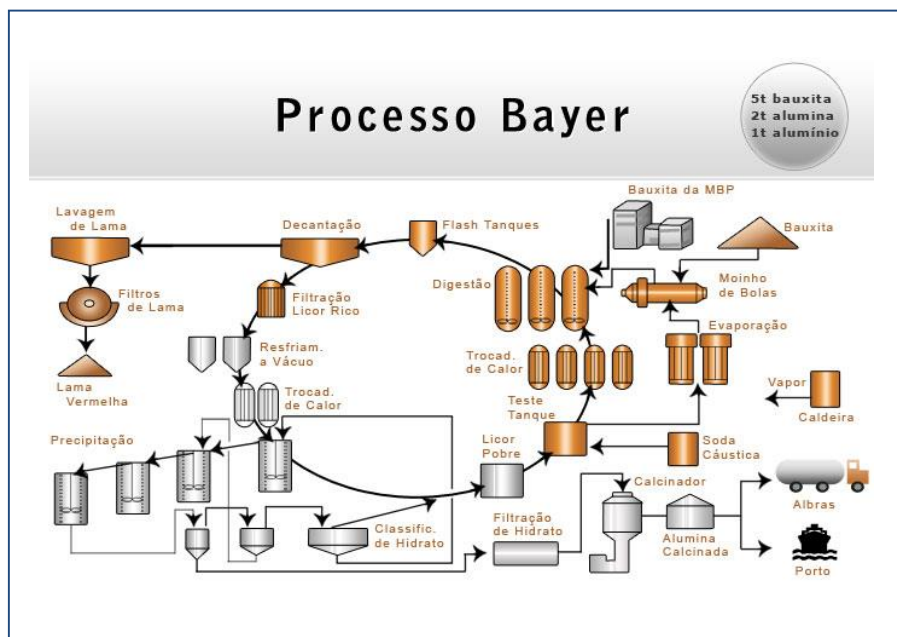 Processo Bayer
5t bauxita
2t alumina
1t alumínio
Bauxita da MBP
Lavagem
de Lama
Decantação
Flash Tanques
Bauxita
Digestão
Moinho
de Bolas
Filtros
de Lama
Filtração
Licor Rico
Evaporação
Resfriam.
a Vácuo
Trocad.
de Calor
Lama
Vermelha
Trocad.
de Calor
Vapor
Caldeira
Teste
Tanque
Precipitação
Licor
Pobre
Soda
Cáustica
Calcinador
Albras
Classific.
de Hidrato
Filtração
de Hidrato
Alumina
Calcinada
Porto